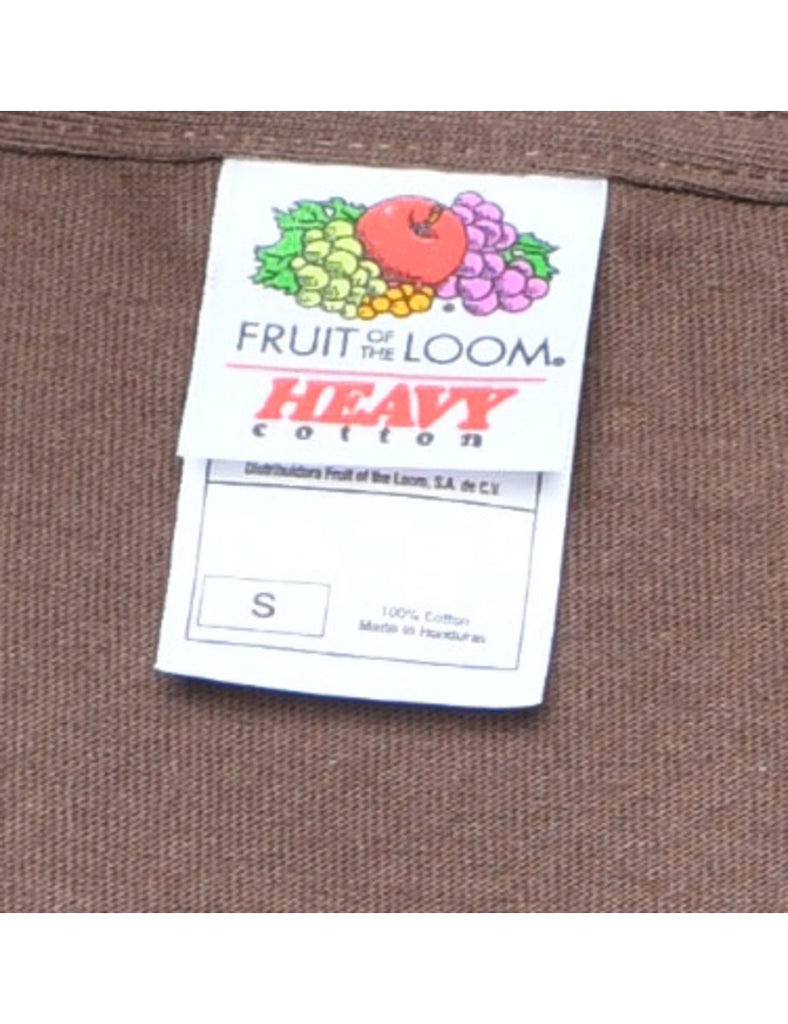 FRUIT OF THE LOOM®
HEAVY
cotton
Distribuidora Fruit of the Loom, S.A. de C.V.
S
100% Cotton
Made in Honduras